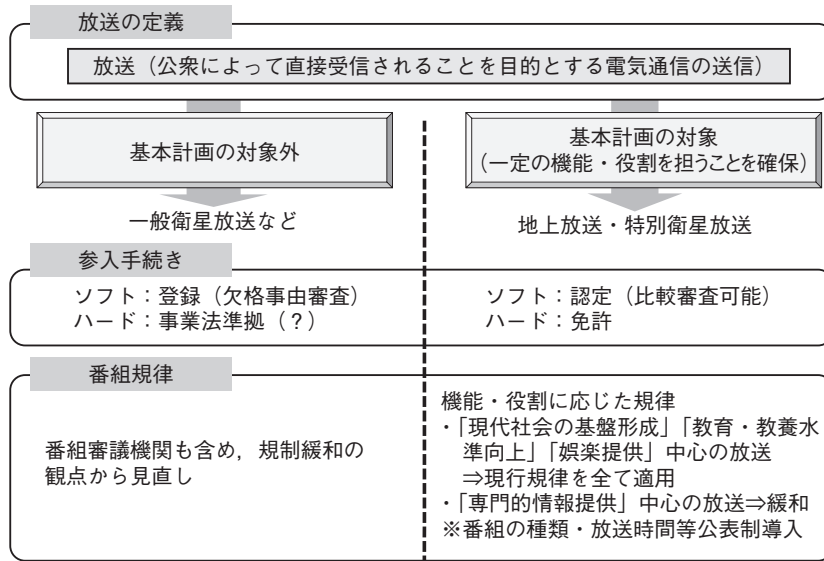 放送の定義
放送（公衆によって直接受信されることを目的とする電気通信の送信）
基本計画の対象外
一般衛星放送など
基本計画の対象
（一定の機能・役割を担うことを確保）
地上放送・特別衛星放送
参入手続き
ソフト：登録（欠格事由審査）
ハード：事業法準拠（？）
ソフト：認定（比較審査可能）
ハード：免許
番組規律
番組審議機関も含め，規制緩和の
観点から見直し
機能・役割に応じた規律
・「現代社会の基盤形成」「教育・教養水
準向上」「娯楽提供」中心の放送
⇒現行規律を全て適用
・「専門的情報提供」中心の放送⇒緩和
※番組の種類・放送時間等公表制導入